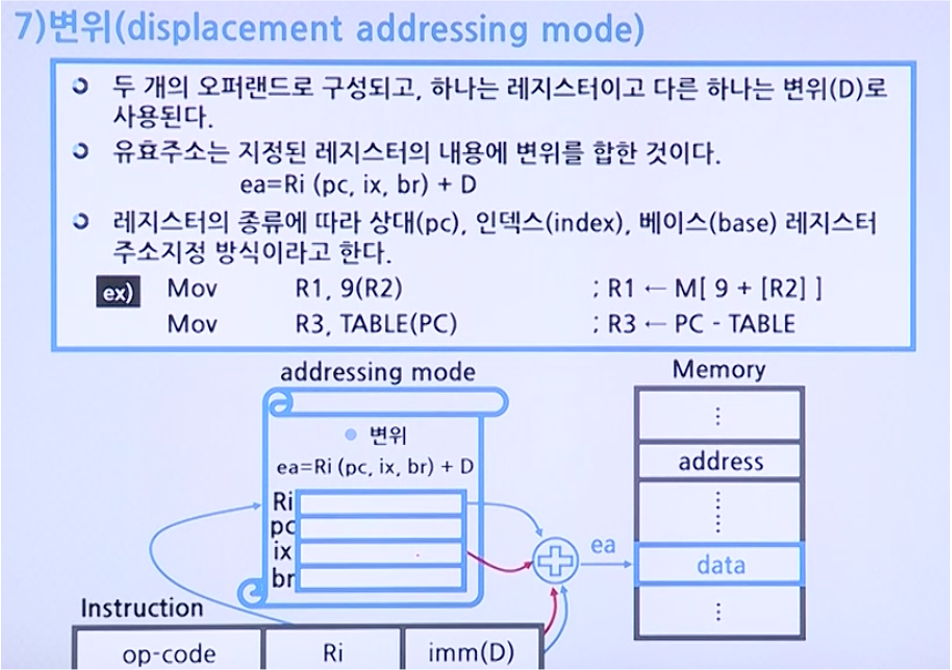 7)변위(displacement addressing mode)
두 개의 오퍼랜드로 구성되고, 하나는 레지스터이고 다른 하나는 변위(D)로
사용된다.
유효주소는 지정된 레지스터의 내용에 변위를 합한 것이다.
ea=Ri (pc, ix, br) + D
레지스터의 종류에 따라 상대(pc), 인덱스(index), 베이스(base) 레지스터
주소지정 방식이라고 한다.
ex) Mov R1, 9(R2) ; R1 ← M[ 9 + [R2] ]
Mov R3, TABLE(PC) ; R3 ← PC - TABLE
addressing mode
변위
ea=Ri (pc, ix, br) + D
Ri
pc
ix
br
ea
Memory
⋮
address
⋮
data
⋮
Instruction
op-code Ri imm(D)